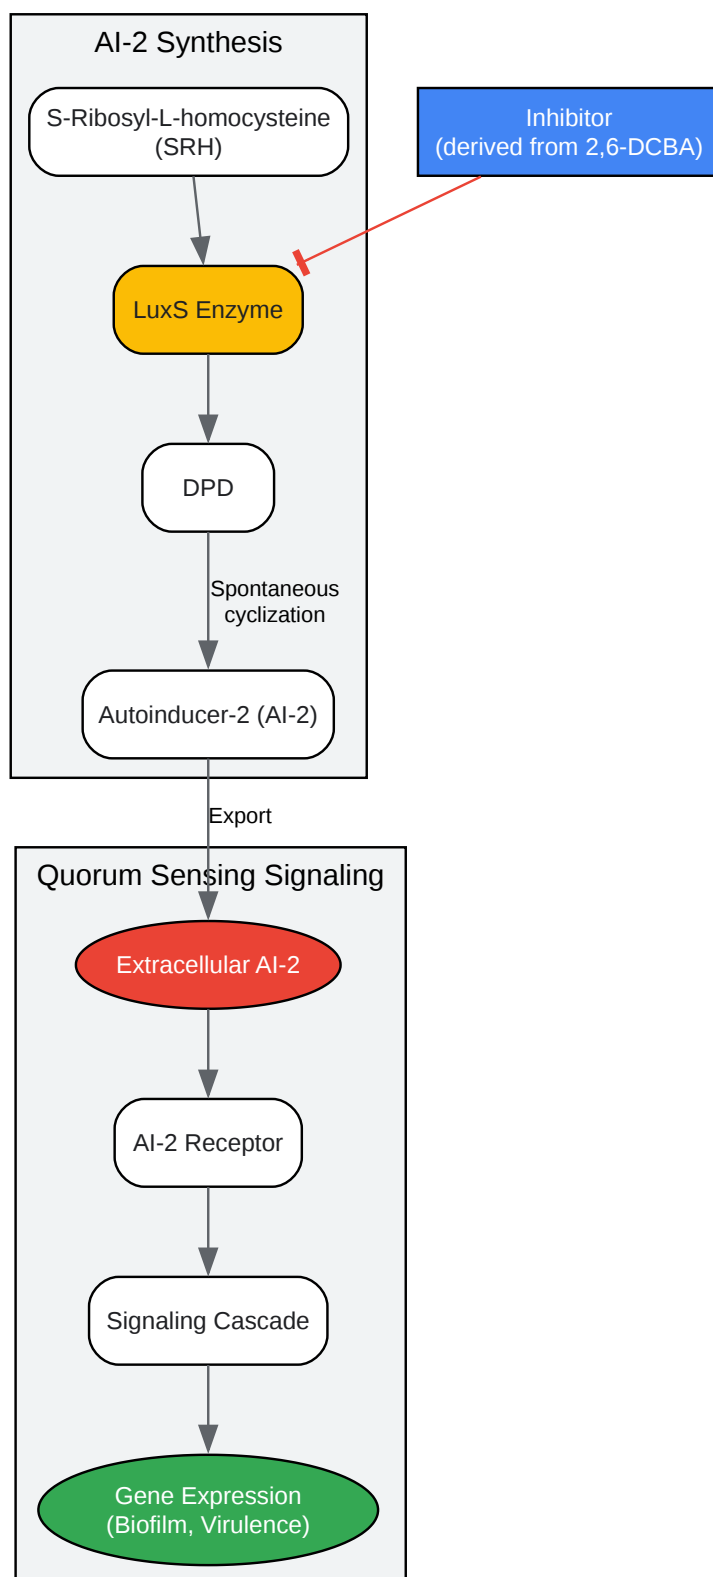 AI-2 Synthesis
S-Ribosyl-L-homocysteine
(SRH)
Inhibitor
(derived from 2,6-DCBA)
LuxS Enzyme
DPD
Spontaneous
cyclization
Autoinducer-2 (AI-2)
Export
Quorum Sensing Signaling
Extracellular AI-2
AI-2 Receptor
Signaling Cascade
Gene Expression
(Biofilm, Virulence)